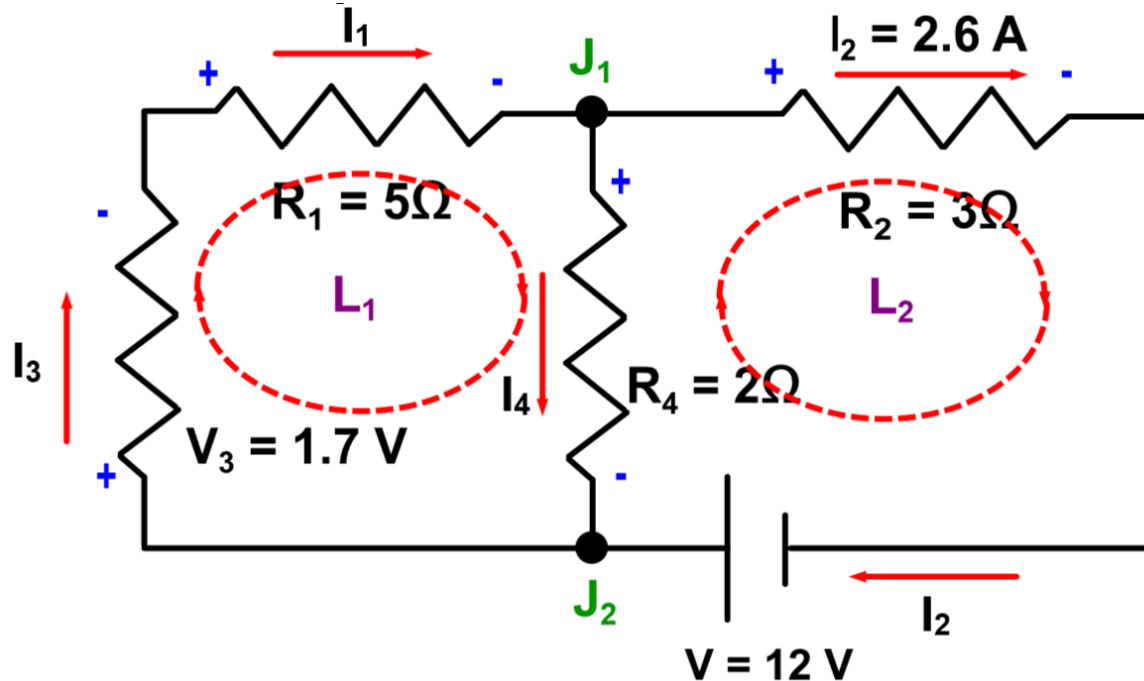 I₁
I₂ = 2.6 A
+
-
J₁
+
-
R₁ = 5Ω
+
R₂ = 3Ω
-
L₁
L₂
I₃
I₄
R₄ = 2Ω
V₃ = 1.7 V
+
-
J₂
I₂
V = 12 V